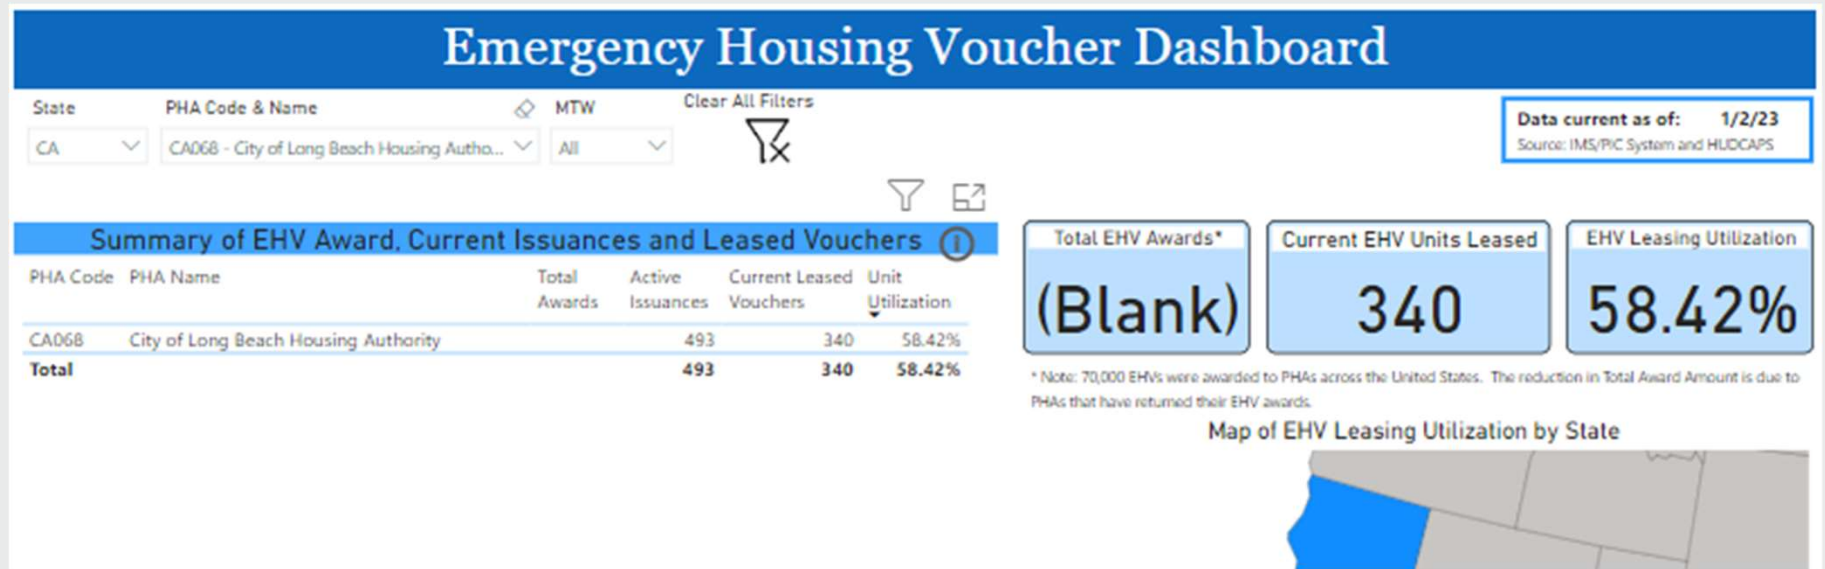 Emergency Housing Voucher Dashboard
State PHA Code & Name MTW Clear All Filters
CA CA068 - City of Long Beach Housing Autho... All
Data current as of: 1/2/23
Source: IMS/PIC System and HUDCAPS
Summary of EHV Award, Current Issuances and Leased Vouchers
PHA Code PHA Name Total Awards Active Issuances Current Leased Vouchers Unit Utilization
CA068 City of Long Beach Housing Authority 493 340 58.42%
Total 493 340 58.42%
Total EHV Awards*
(Blank)
Current EHV Units Leased
340
EHV Leasing Utilization
58.42%
* Note: 70,000 EHVs were awarded to PHAs across the United States. The reduction in Total Award Amount is due to
PHAs that have returned their EHV awards.
Map of EHV Leasing Utilization by State